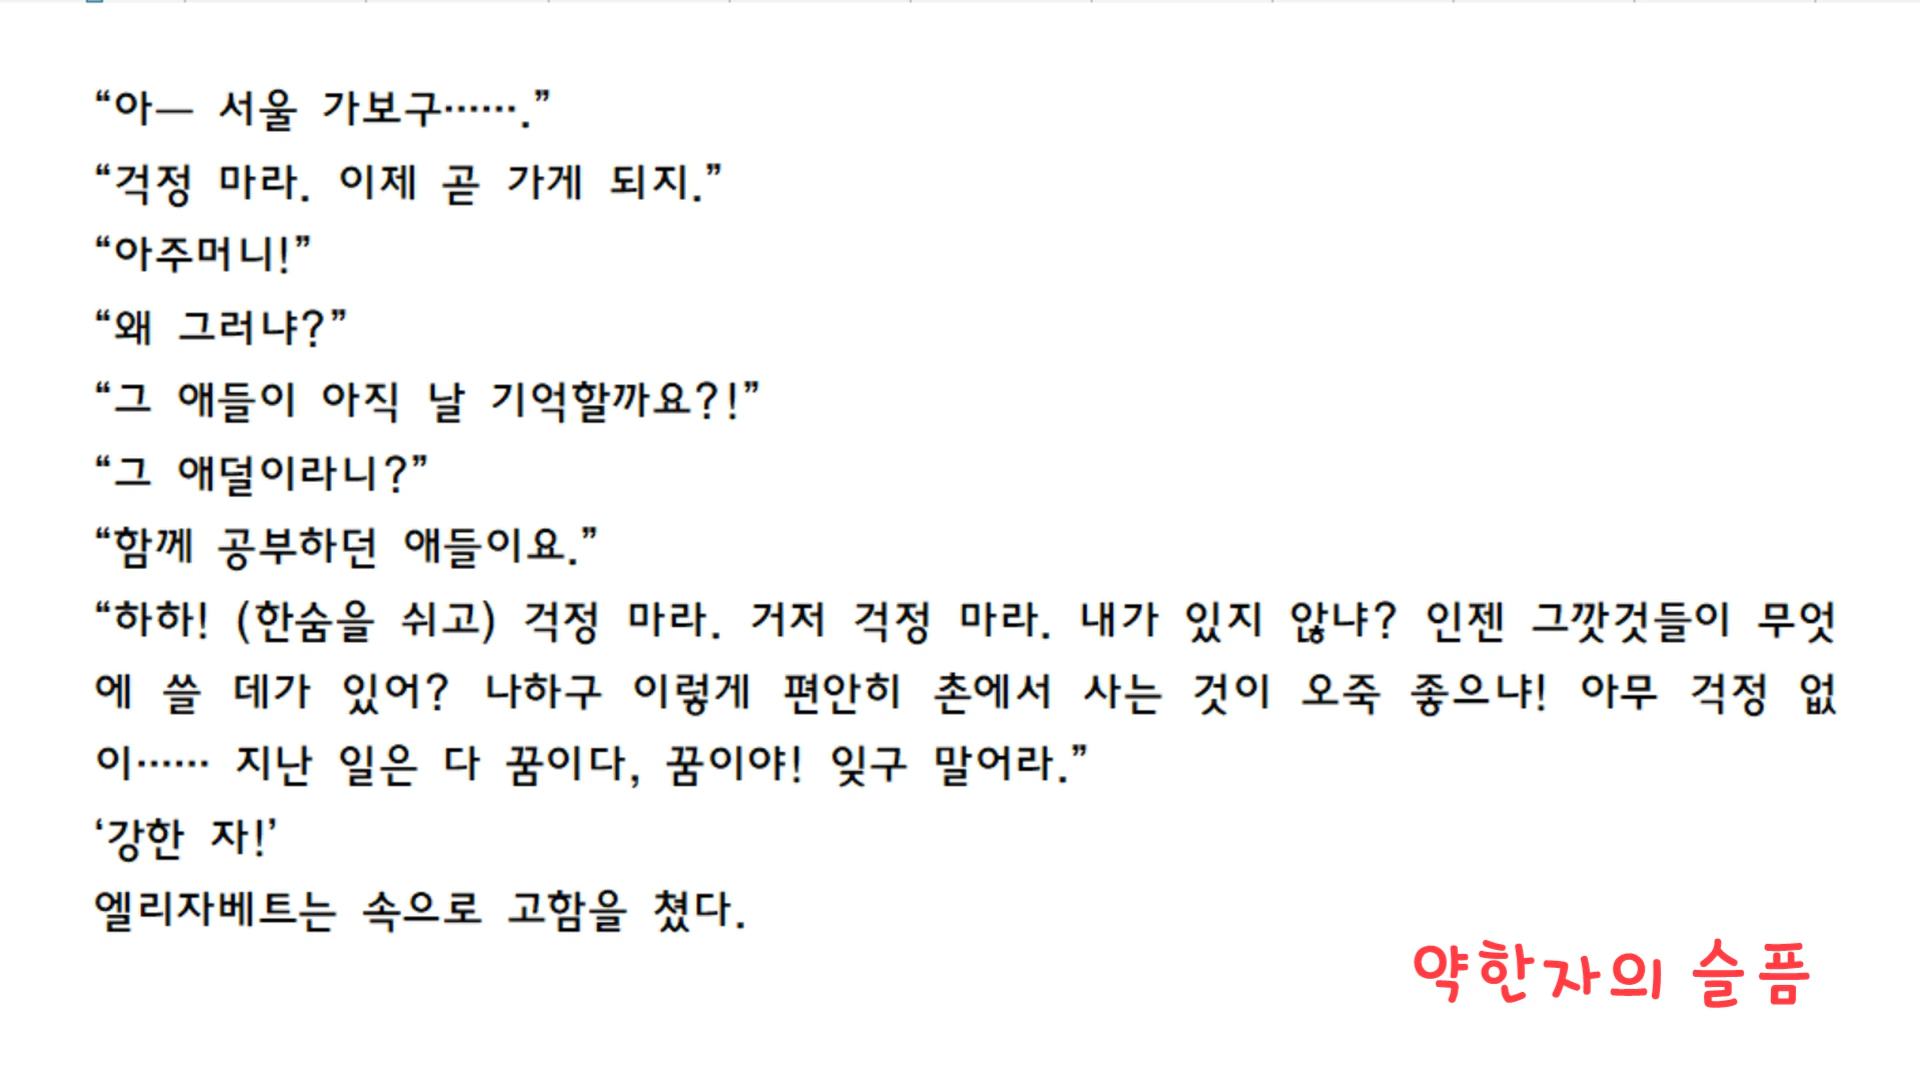 “아― 서울 가보구…….”
“걱정 마라. 이제 곧 가게 되지.”
“아주머니!”
“왜 그러냐?”
“그 애들이 아직 날 기억할까요?!”
“그 애덜이라니?”
“함께 공부하던 애들이요.”
“하하! (한숨을 쉬고) 걱정 마라. 거저 걱정 마라. 내가 있지 않냐? 인젠 그깟것들이 무엇
에 쓸 데가 있어? 나하구 이렇게 편안히 촌에서 사는 것이 오죽 좋으냐! 아무 걱정 없
이…… 지난 일은 다 꿈이다, 꿈이야! 잊구 말어라.”
‘강한 자!’
엘리자베트는 속으로 고함을 쳤다.
약한자의 슬픔